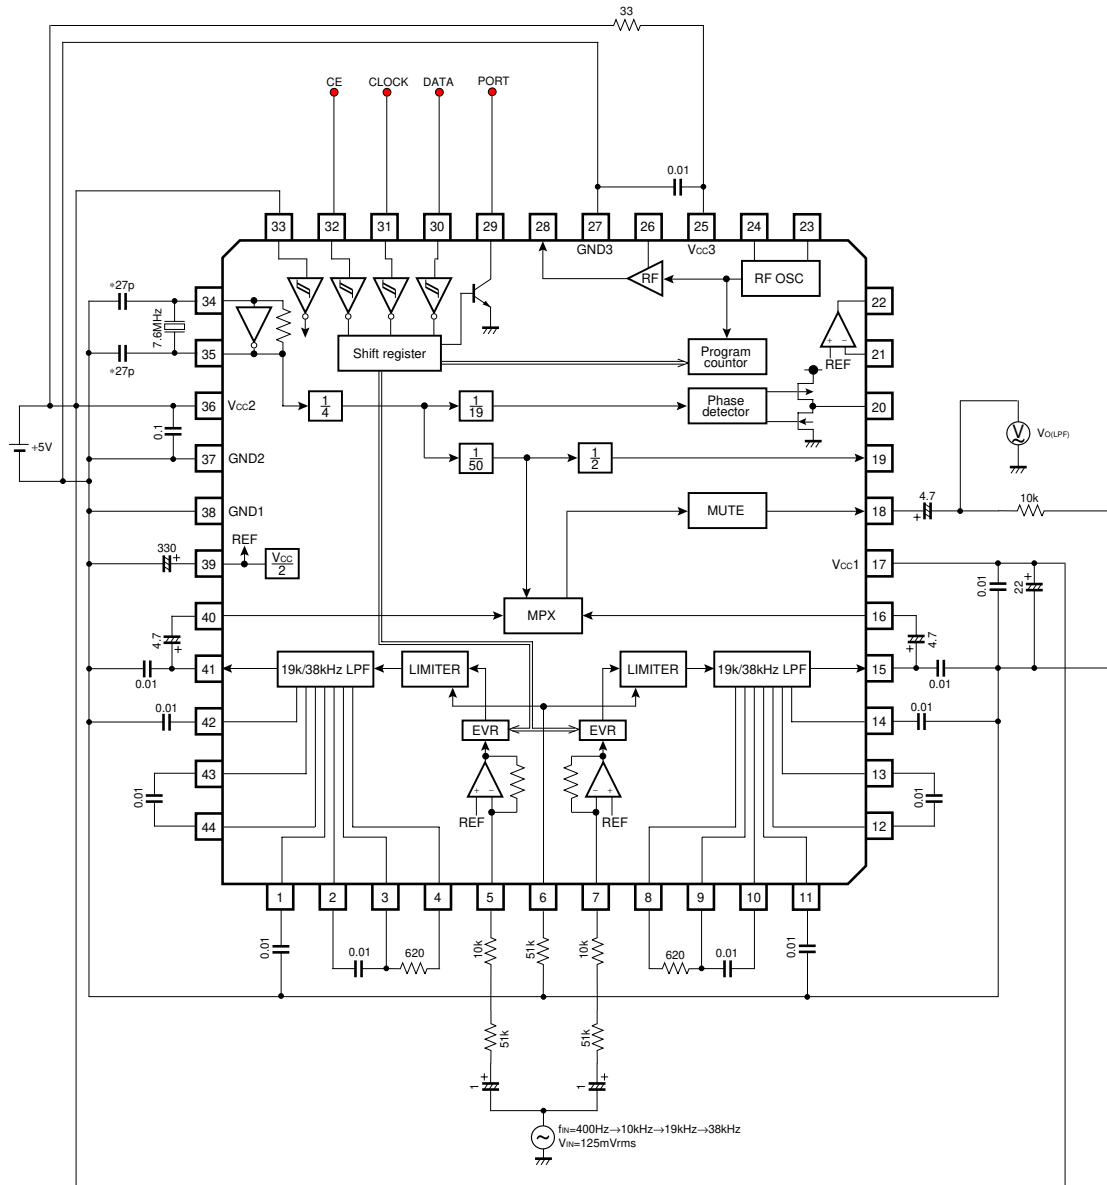 33
CE CLOCK DATA PORT
0.01
33 32 31 30 29 28 27 26 25 24 23
GND3 Vcc3
*27p
34
RF
RF OSC
22
7.6MHz
35
*27p
Shift register
Program
countor
+ −
REF
21
36
Vcc2
1/4
1/19
Phase
detector
20
+5V
0.1
37
GND2
1/50
1/2
19
VO(LPF)
38
GND1
MUTE
18
4.7
+
10k
330
+
39
REF
Vcc/2
Vcc1
17
0.01
22
+
40
MPX
16
4.7
+
4.7
+
41
0.01
19k/38kHz LPF
LIMITER
LIMITER
19k/38kHz LPF
15
0.01
0.01
42
EVR
EVR
14
0.01
43
+ −
− +
13
0.01
0.01
44
REF
REF
12
1 2 3 4 5 6 7 8 9 10 11
0.01
0.01
620
10k
51k
10k
620
0.01
0.01
51k
51k
1
+
1
+
fIN=400Hz→10kHz→19kHz→38kHz
VIN=125mVrms
V